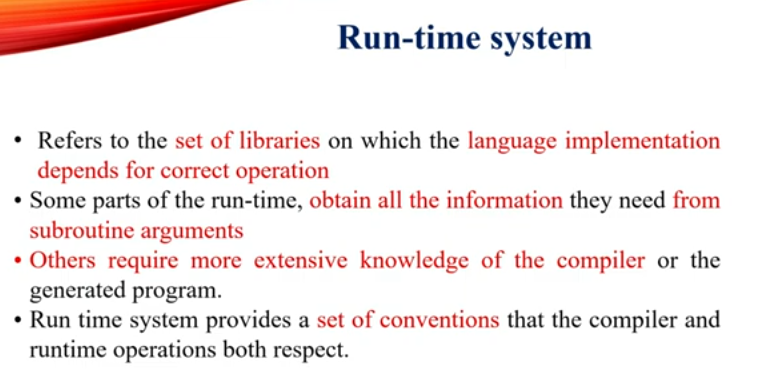 Run-time system
• Refers to the set of libraries on which the language implementation
depends for correct operation
• Some parts of the run-time, obtain all the information they need from
subroutine arguments
• Others require more extensive knowledge of the compiler or the
generated program.
• Run time system provides a set of conventions that the compiler and
runtime operations both respect.